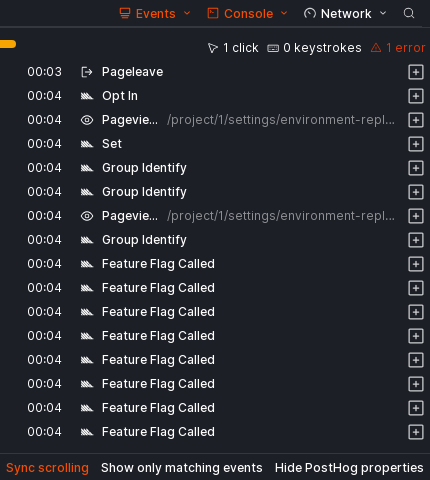 Events Console Network
1 click 0 keystrokes 1 error
00:03 Pageleave
00:04 Opt In
00:04 Pagevie... /project/1/settings/environment-repl...
00:04 Set
00:04 Group Identify
00:04 Group Identify
00:04 Pagevie... /project/1/settings/environment-repl...
00:04 Group Identify
00:04 Feature Flag Called
00:04 Feature Flag Called
00:04 Feature Flag Called
00:04 Feature Flag Called
00:04 Feature Flag Called
00:04 Feature Flag Called
00:04 Feature Flag Called
00:04 Feature Flag Called
Sync scrolling Show only matching events Hide PostHog properties